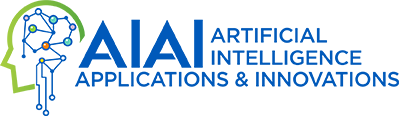 AIAI ARTIFICIAL
INTELLIGENCE
APPLICATIONS & INNOVATIONS